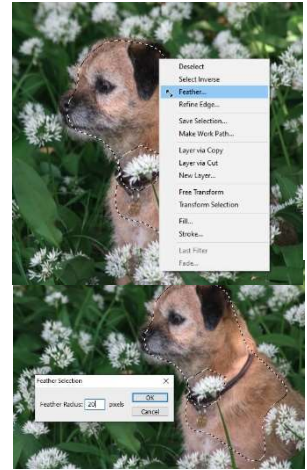 Deselect
Select Inverse
Feather...
Refine Edge...
Save Selection...
Make Work Path...
Layer via Copy
Layer via Cut
New Layer...
Free Transform
Transform Selection
Fill...
Stroke...
Last Filter
Fade...
Feather Selection
Feather Radius: 20 pixels
OK
Cancel